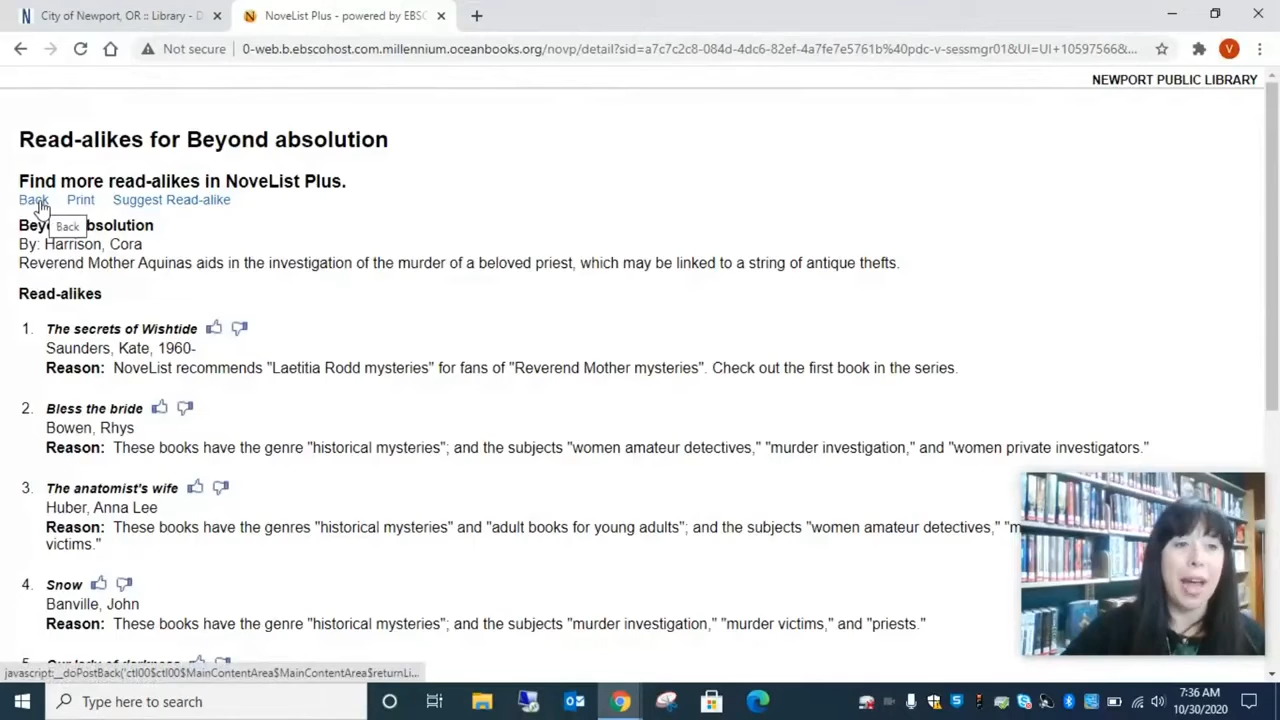 City of Newport, OR :: Library - D
NoveList Plus - powered by EBSC
Not secure
0-web.b.ebscohost.com.millennium.oceanbooks.org/novp/detail?sid=a7c7c2c8-084d-4dc6-82ef-4a7fe7e5761b%40pdc-v-sessmgr01&UI=UI+10597566&...
V
NEWPORT PUBLIC LIBRARY
Read-alikes for Beyond absolution
Find more read-alikes in NoveList Plus.
Back Print Suggest Read-alike
Back
Beyo bsolution
By: Harrison, Cora
Reverend Mother Aquinas aids in the investigation of the murder of a beloved priest, which may be linked to a string of antique thefts.
Read-alikes
1. The secrets of Wishtide
Saunders, Kate, 1960-
Reason: NoveList recommends "Laetitia Rodd mysteries" for fans of "Reverend Mother mysteries". Check out the first book in the series.
2. Bless the bride
Bowen, Rhys
Reason: These books have the genre "historical mysteries"; and the subjects "women amateur detectives," "murder investigation," and "women private investigators."
3. The anatomist's wife
Huber, Anna Lee
Reason: These books have the genres "historical mysteries" and "adult books for young adults"; and the subjects "women amateur detectives," "m
victims."
4. Snow
Banville, John
Reason: These books have the genre "historical mysteries"; and the subjects "murder investigation," "murder victims," and "priests."
5. Our lady of darkness
javascript:__doPostBack('ctl00$ctl00$MainContentArea$MainContentArea$returnLi...
Type here to search
7:36 AM
10/30/2020